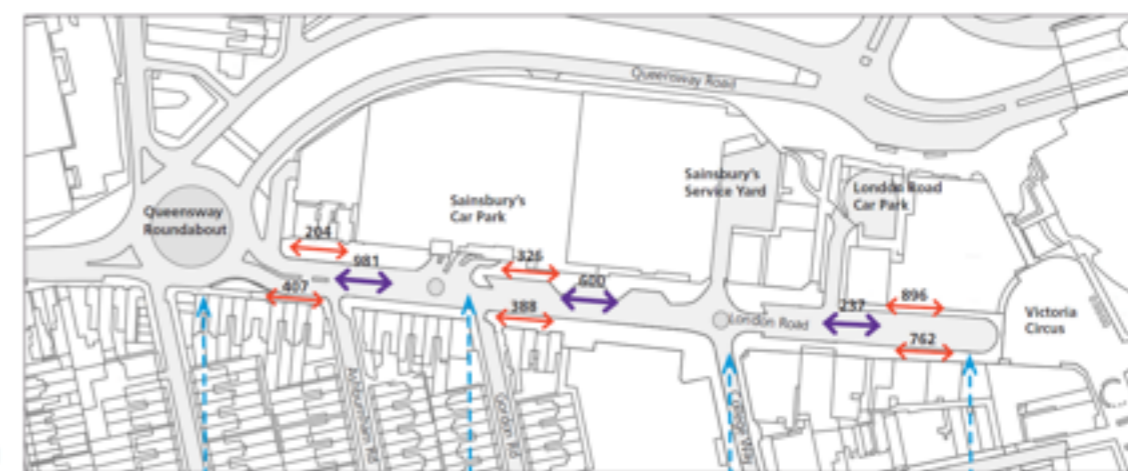 Queensway Road
Sainsbury's
Service Yard
London Road
Car Park
Sainsbury's
Car Park
Queensway
Roundabout
204
981
326
600
407
388
237
896
London Road
762
Victoria
Circus